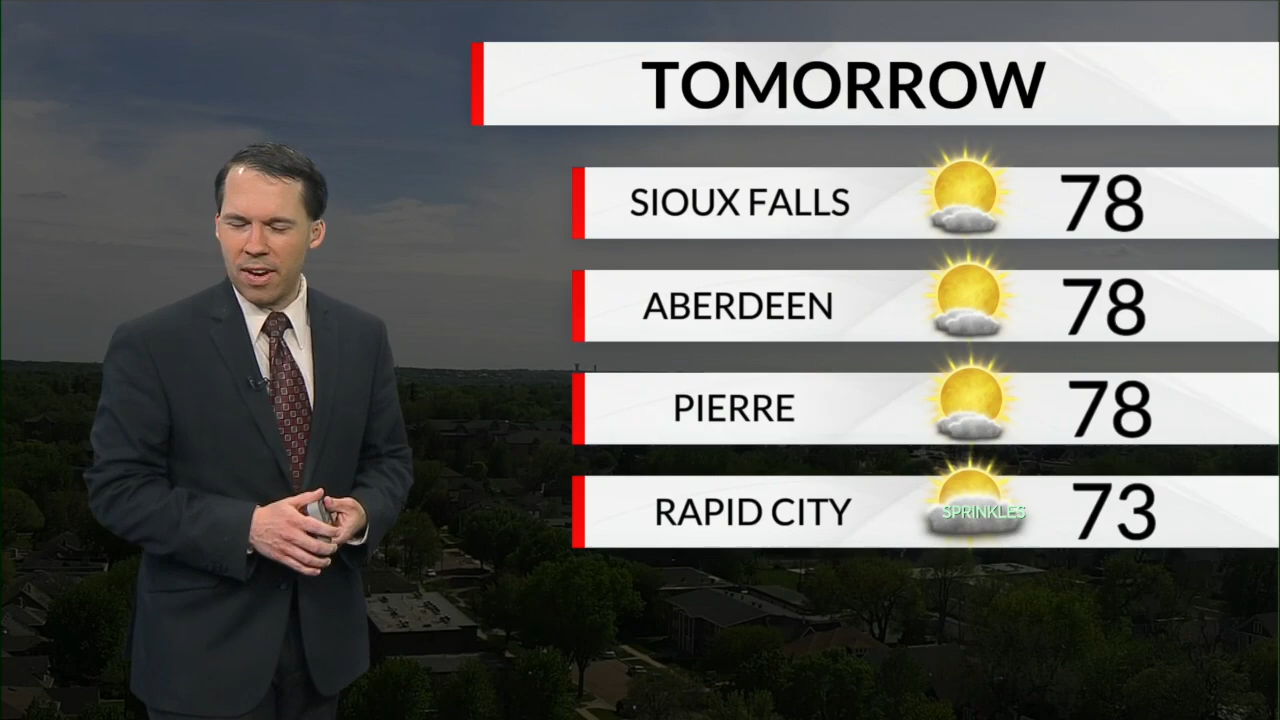 TOMORROW
SIOUX FALLS 78
ABERDEEN 78
PIERRE 78
RAPID CITY SPRINKLES 73